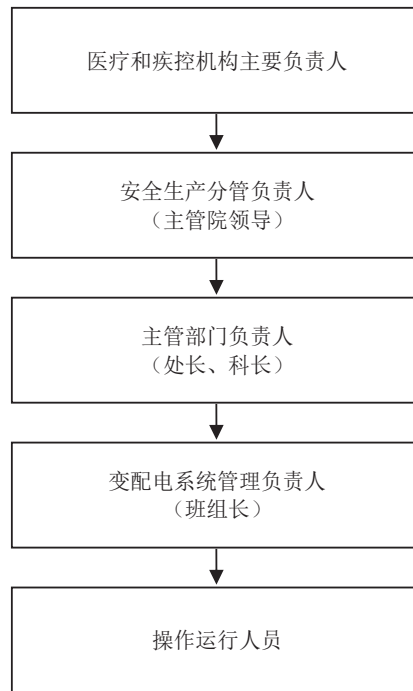 医疗和疾控机构主要负责人
安全生产分管负责人
（主管院领导）
主管部门负责人
（处长、科长）
变配电系统管理负责人
（班组长）
操作运行人员